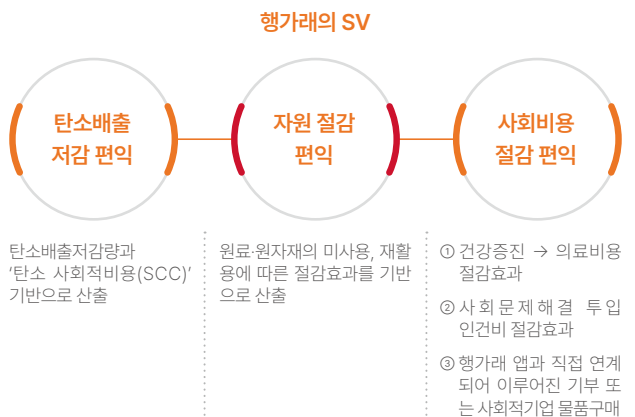 행가래의 SV
탄소배출
저감 편익
자원 절감
편익
사회비용
절감 편익
탄소배출저감량과
‘탄소 사회적비용(SCC)’
기반으로 산출
원료·원자재의 미사용, 재활
용에 따른 절감효과를 기반
으로 산출
① 건강증진 → 의료비용
절감효과
② 사회문제해결 투입
인건비 절감효과
③ 행가래 앱과 직접 연계
되어 이루어진 기부 또
는 사회적기업 물품구매